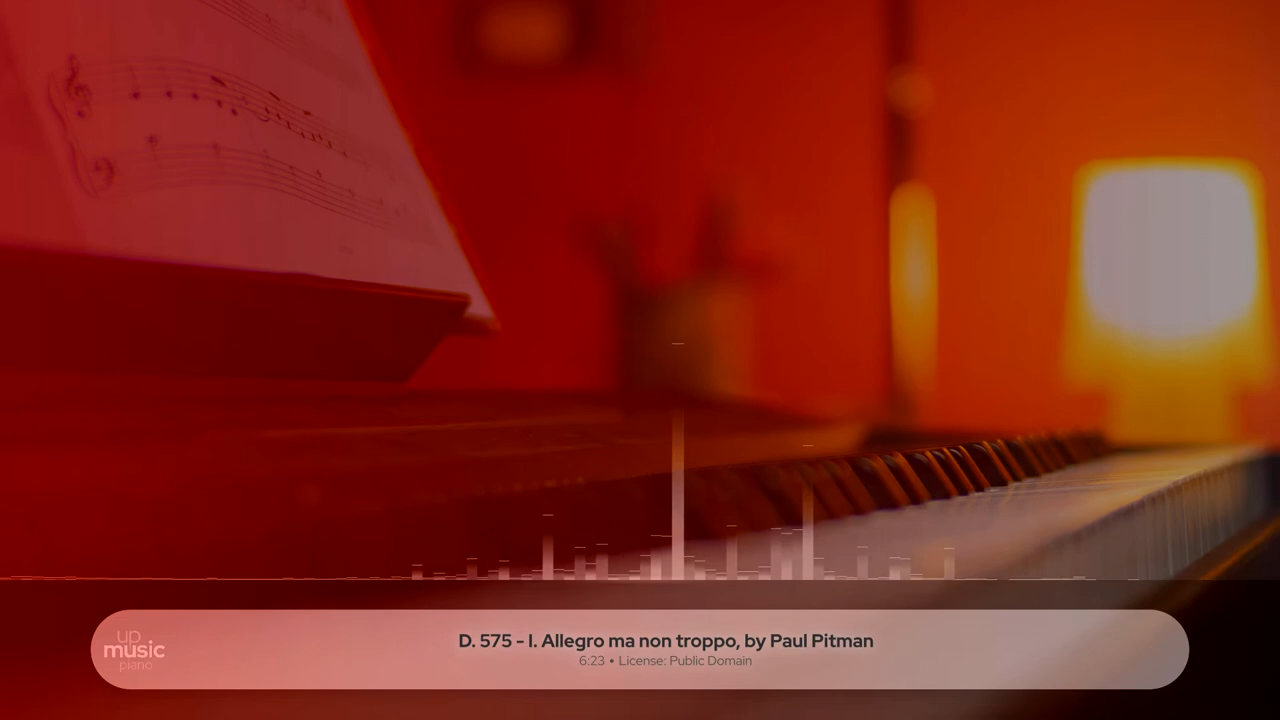 up
music
piano
D. 575 - I. Allegro ma non troppo, by Paul Pitman
6:23 • License: Public Domain